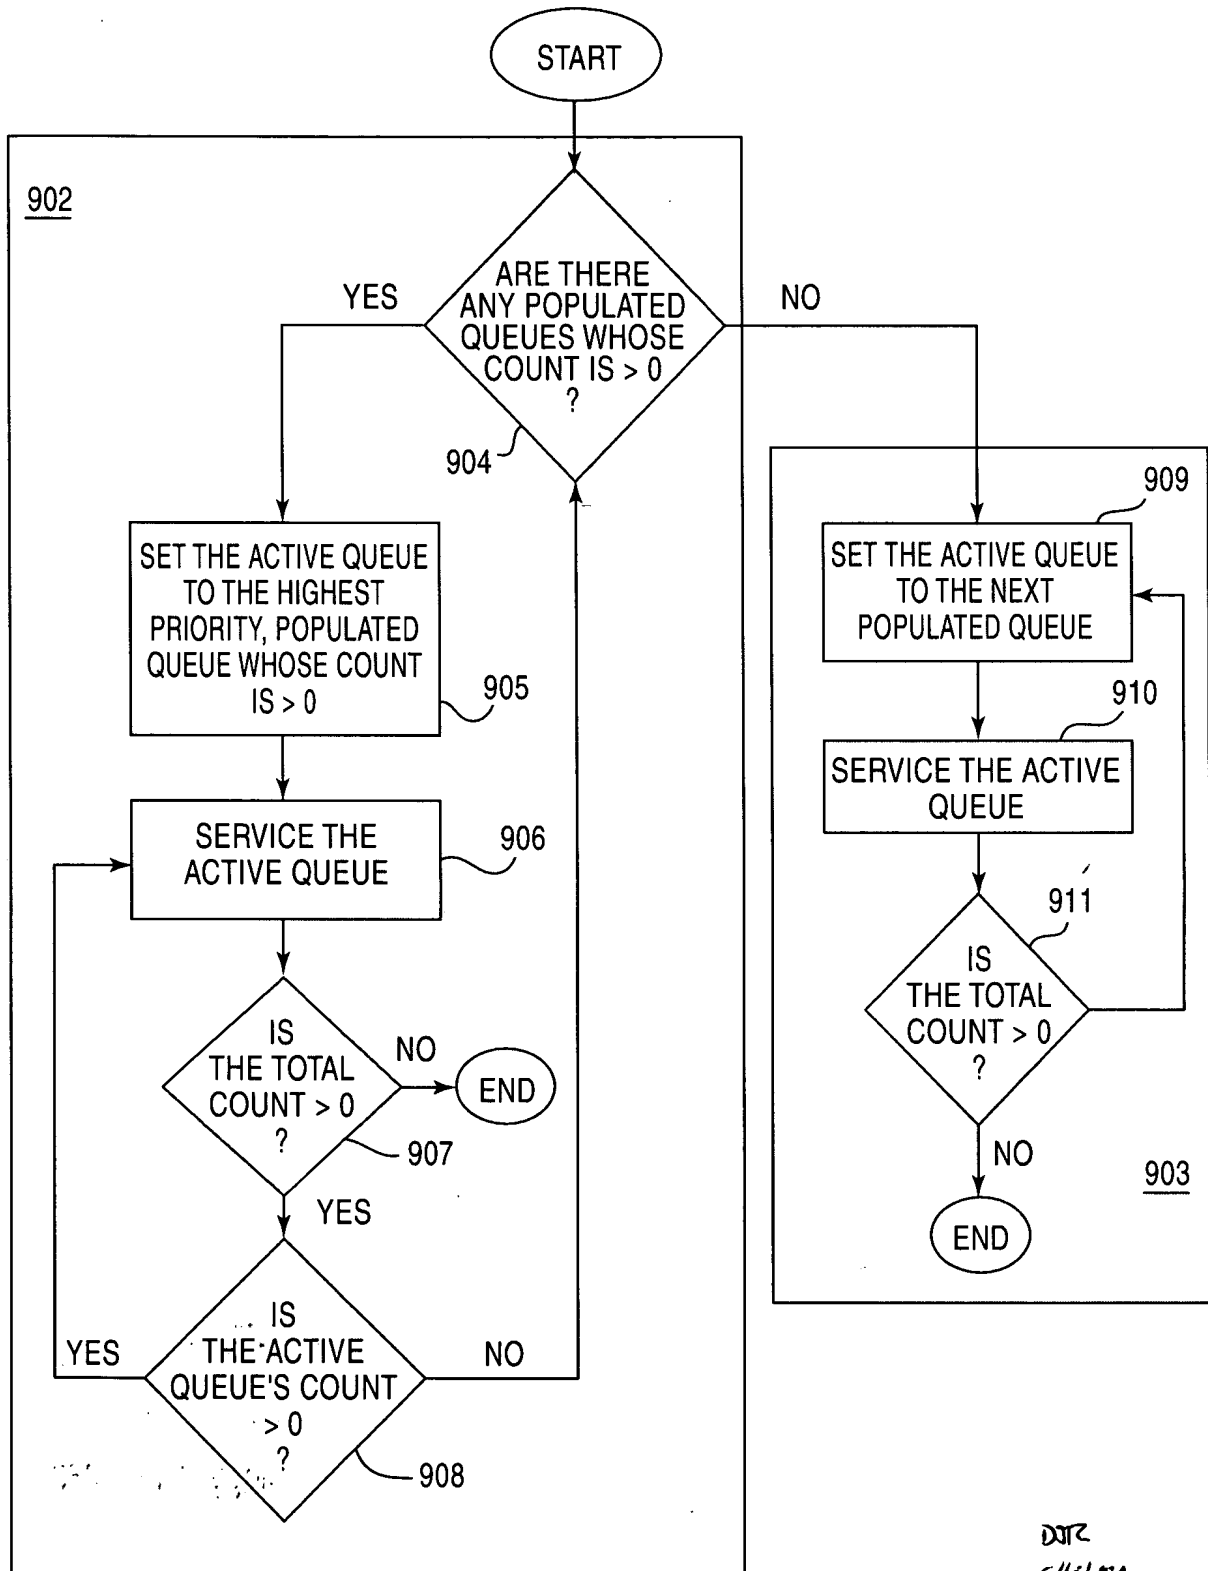 START
902
ARE THERE
ANY POPULATED
QUEUES WHOSE
COUNT IS > 0
?
YES
NO
904
909
SET THE ACTIVE QUEUE
TO THE HIGHEST
PRIORITY, POPULATED
QUEUE WHOSE COUNT
IS > 0
905
SET THE ACTIVE QUEUE
TO THE NEXT
POPULATED QUEUE
910
SERVICE THE ACTIVE
QUEUE
SERVICE THE
ACTIVE QUEUE
906
911
IS
THE TOTAL
COUNT > 0
?
IS
THE TOTAL
COUNT > 0
?
NO
END
907
YES
NO
903
END
IS
THE ACTIVE
QUEUE'S COUNT
> 0
?
YES
NO
908